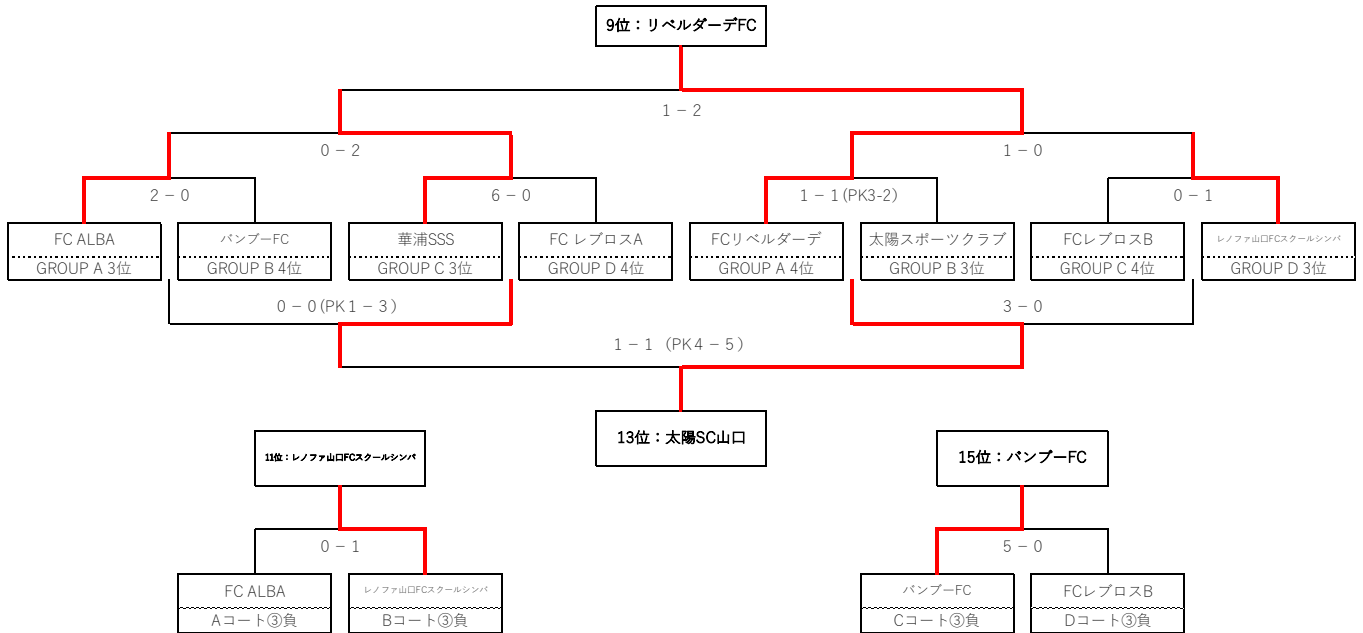 9位：リベルダーデFC
1 － 2
0 － 2
1 － 0
2 － 0
6 － 0
1 － 1(PK3-2)
0 － 1
FC ALBA
バンブーFC
華浦SSS
FC レブロスA
FCリベルダーデ
太陽スポーツクラブ
FCレブロスB
レノファ山口FCスクールシンバ
GROUP A 3位
GROUP B 4位
GROUP C 3位
GROUP D 4位
GROUP A 4位
GROUP B 3位
GROUP C 4位
GROUP D 3位
0 － 0(PK 1 － 3 )
3 － 0
1 － 1 （PK 4 － 5 ）
13位：太陽SC山口
11位：レノファ山口FCスクールシンバ
15位：バンブーFC
0 － 1
5 － 0
FC ALBA
レノファ山口FCスクールシンバ
バンブーFC
FCレブロスB
Aコート③負
Bコート③負
Cコート③負
Dコート③負